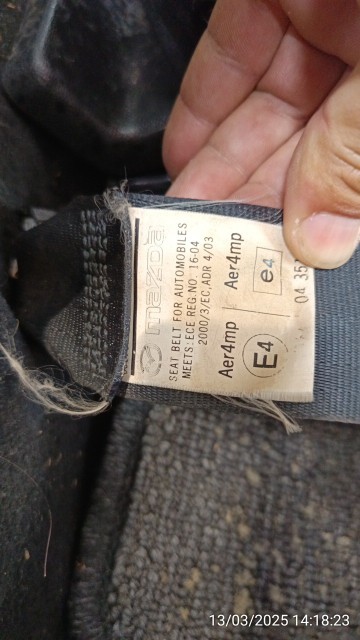 mazda
SEAT BELT FOR AUTOMOBILES
MEETS: ECE REG.NO. 16-04
2000/3/EC,ADR 4/03
Aer4mp Aer4mp
E4 e4
04 35
13/03/2025 14:18:23